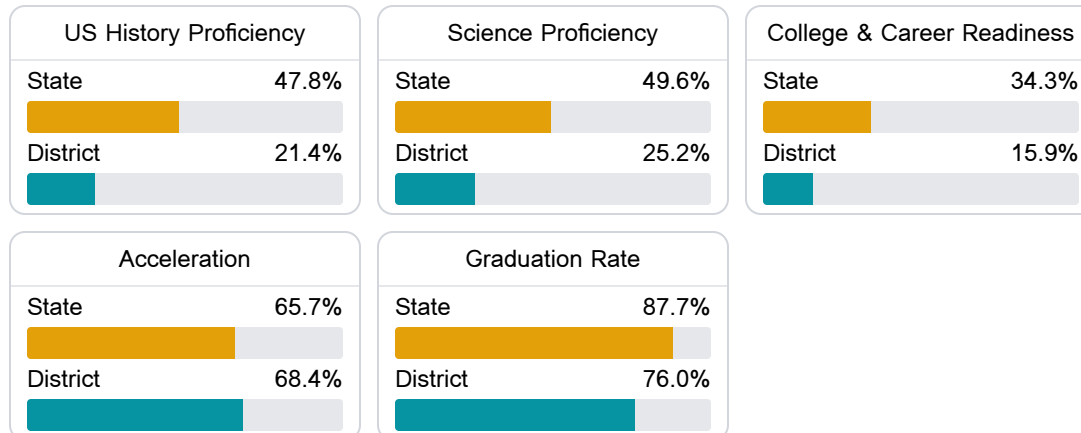 US History Proficiency
State 47.8%
District 21.4%
Science Proficiency
State 49.6%
District 25.2%
College & Career Readiness
State 34.3%
District 15.9%
Acceleration
State 65.7%
District 68.4%
Graduation Rate
State 87.7%
District 76.0%